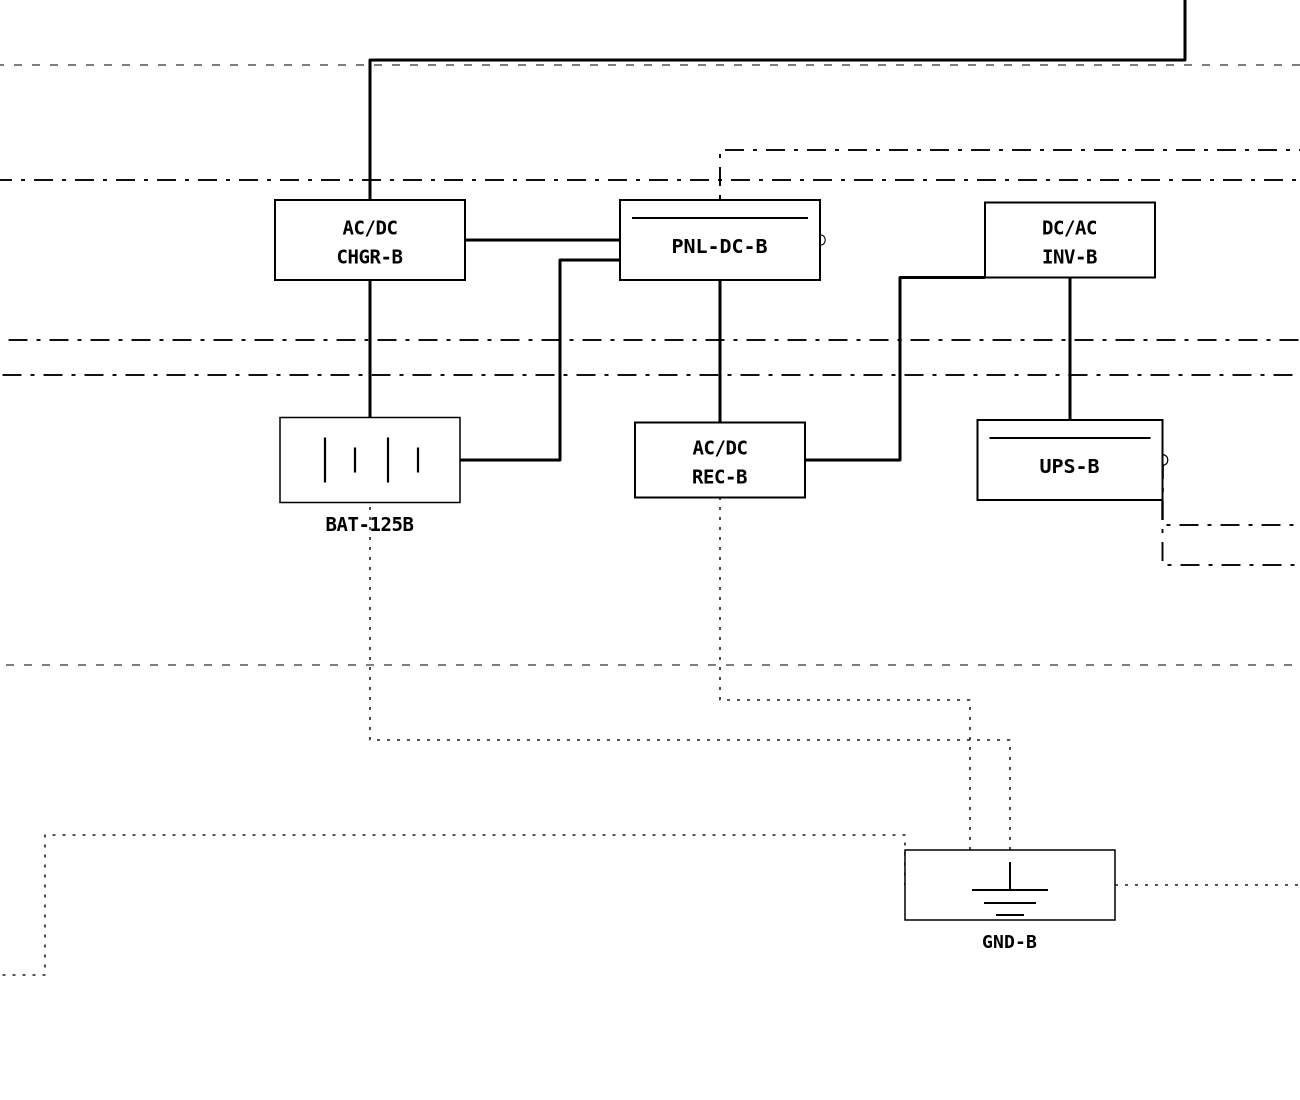 AC/DC
CHGR-B
PNL-DC-B
DC/AC
INV-B
BAT-125B
AC/DC
REC-B
UPS-B
GND-B